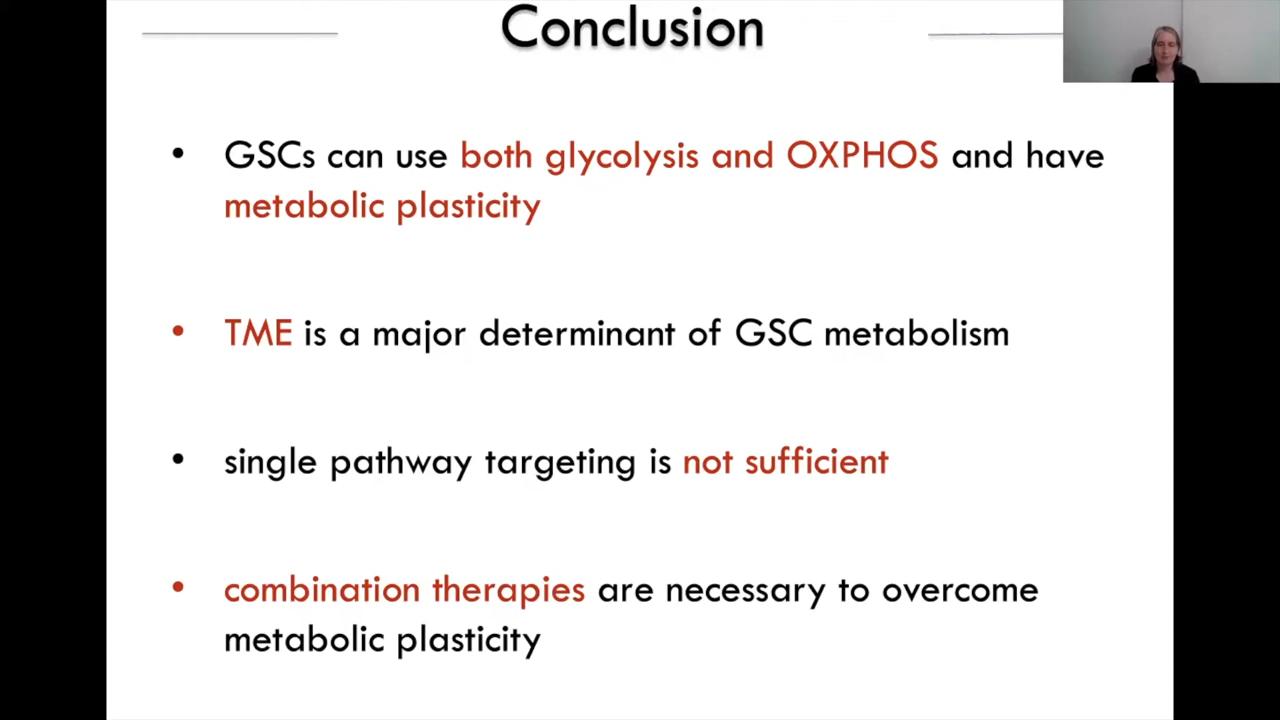 Conclusion
• GSCs can use both glycolysis and OXPHOS and have
metabolic plasticity
• TME is a major determinant of GSC metabolism
• single pathway targeting is not sufficient
• combination therapies are necessary to overcome
metabolic plasticity